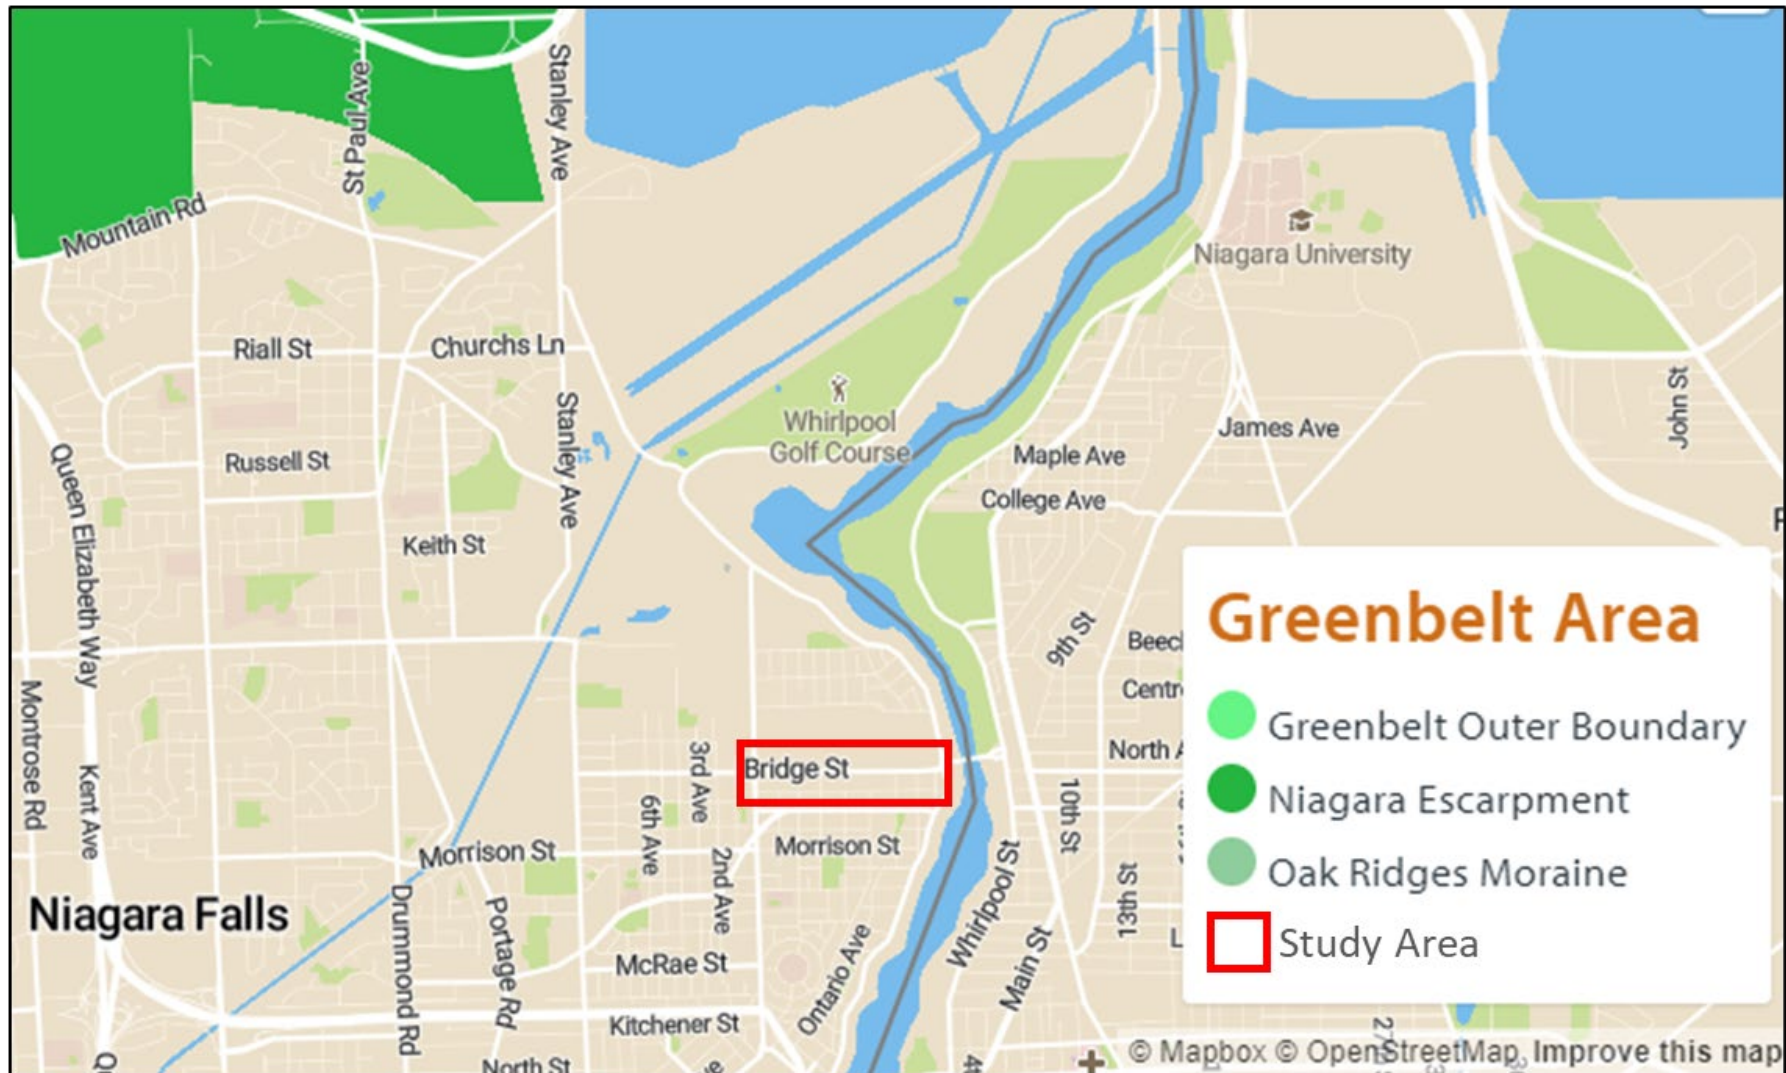 St Paul Ave
Stanley Ave
Mountain Rd
Niagara University
Riall St
Churchs Ln
Stanley Ave
Whirlpool
Golf Course
James Ave
John St
Russell St
Maple Ave
College Ave
Queen Elizabeth Way
Keith St
9th St
Montrose Rd
Kent Ave
3rd Ave
Bridge St
6th Ave
2nd Ave
10th St
Morrison St
Morrison St
13th St
Niagara Falls
Drummond Rd
Portage Rd
McRae St
Ontario Ave
Whirlpool St
Main St
Kitchener St
North St
Greenbelt Area
Greenbelt Outer Boundary
Niagara Escarpment
Oak Ridges Moraine
Study Area
© Mapbox © OpenStreetMap Improve this map